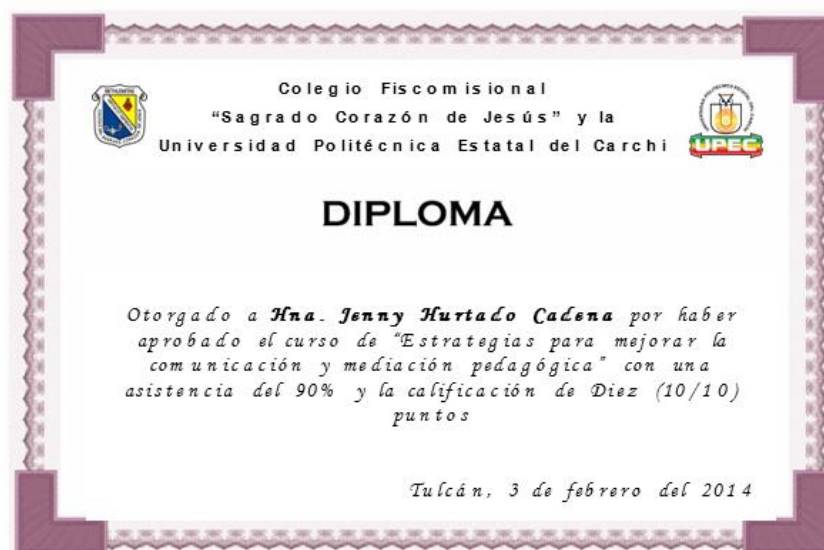 Colegio Fiscomisional
“Sagrado Corazón de Jesús” y la
Universidad Politécnica Estatal del Carchi
UPEC
DIPLOMA
Otorgado a Hna. Jenny Hurtado Cadena por haber
aprobado el curso de “Estrategias para mejorar la
comunicación y mediación pedagógica” con una
asistencia del 90% y la calificación de Diez (10/10)
puntos
Tulcán, 3 de febrero del 2014